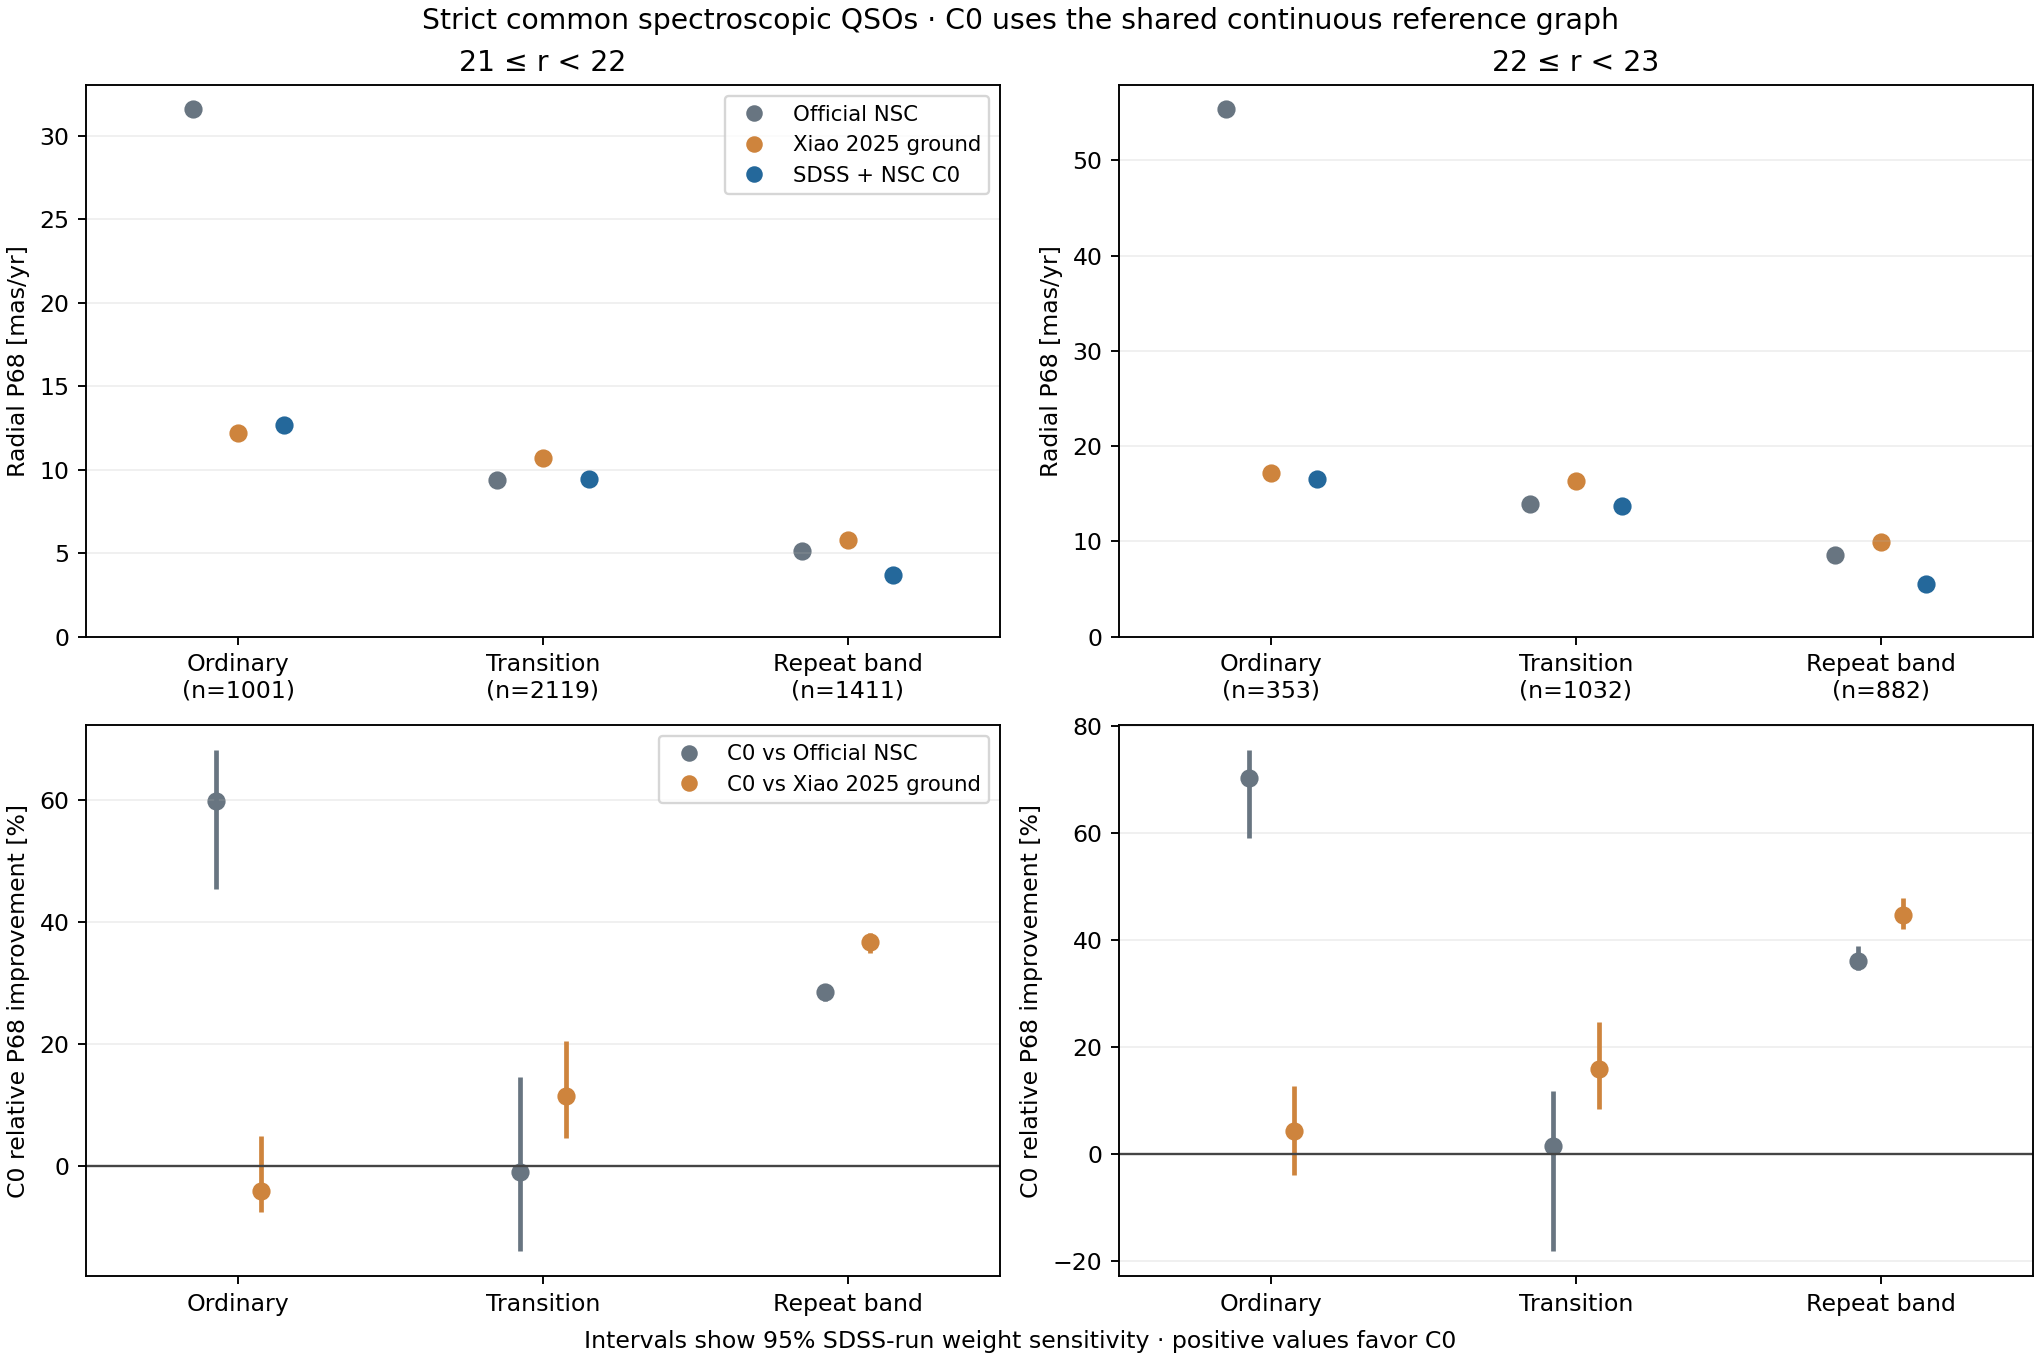 Strict common spectroscopic QSOs · C0 uses the shared continuous reference graph
21 ≤ r < 22
Radial P68 [mas/yr]
30
25
20
15
10
5
0
Official NSC
Xiao 2025 ground
SDSS + NSC C0
Ordinary
(n=1001)
Transition
(n=2119)
Repeat band
(n=1411)
22 ≤ r < 23
Radial P68 [mas/yr]
50
40
30
20
10
0
Ordinary
(n=353)
Transition
(n=1032)
Repeat band
(n=882)
C0 relative P68 improvement [%]
60
40
20
0
C0 vs Official NSC
C0 vs Xiao 2025 ground
Ordinary
Transition
Repeat band
C0 relative P68 improvement [%]
80
60
40
20
0
−20
Ordinary
Transition
Repeat band
Intervals show 95% SDSS-run weight sensitivity · positive values favor C0